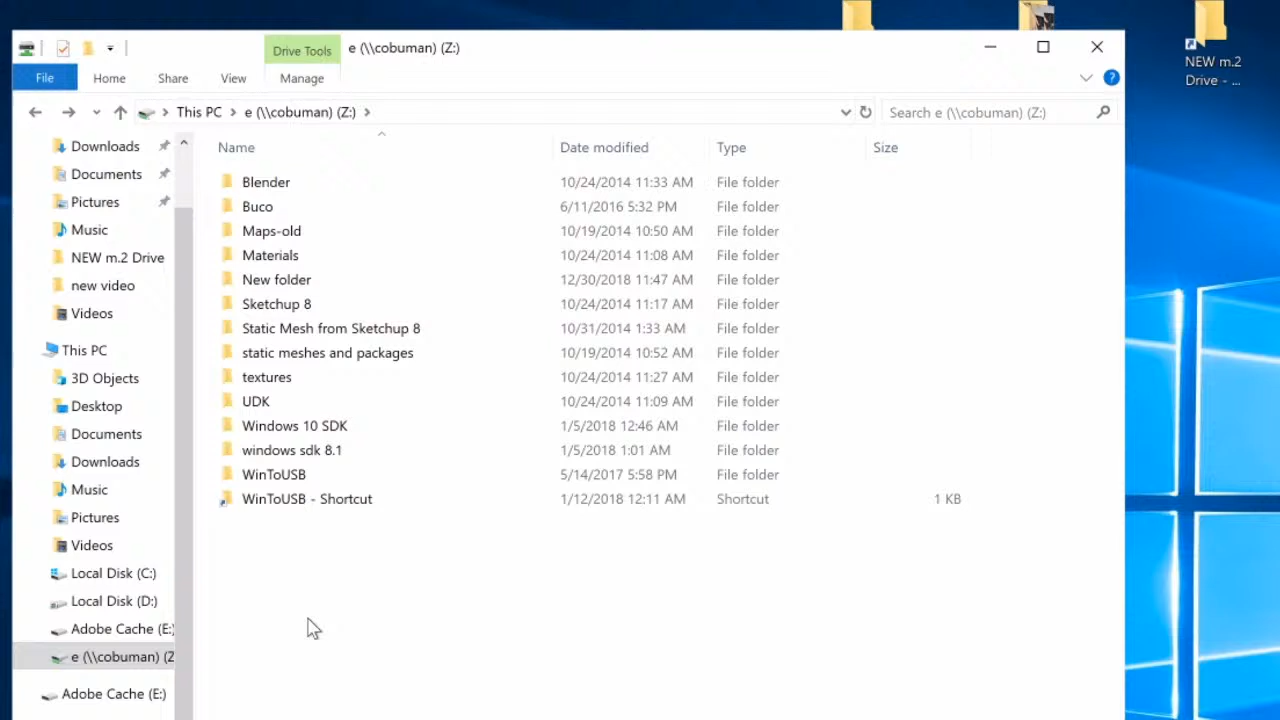 Drive Tools
e (\\cobuman) (Z:)
File
Home
Share
View
Manage
This PC
e (\\cobuman) (Z:)
Search e (\\cobuman) (Z:)
Downloads
Documents
Pictures
Music
NEW m.2 Drive
new video
Videos
This PC
3D Objects
Desktop
Documents
Downloads
Music
Pictures
Videos
Local Disk (C:)
Local Disk (D:)
Adobe Cache (E:)
e (\\cobuman) (Z
Adobe Cache (E:)
Name Date modified Type Size
Blender 10/24/2014 11:33 AM File folder
Buco 6/11/2016 5:32 PM File folder
Maps-old 10/19/2014 10:50 AM File folder
Materials 10/24/2014 11:08 AM File folder
New folder 12/30/2018 11:47 AM File folder
Sketchup 8 10/24/2014 11:17 AM File folder
Static Mesh from Sketchup 8 10/31/2014 1:33 AM File folder
static meshes and packages 10/19/2014 10:52 AM File folder
textures 10/24/2014 11:27 AM File folder
UDK 10/24/2014 11:09 AM File folder
Windows 10 SDK 1/5/2018 12:46 AM File folder
windows sdk 8.1 1/5/2018 1:01 AM File folder
WinToUSB 5/14/2017 5:58 PM File folder
WinToUSB - Shortcut 1/12/2018 12:11 AM Shortcut 1 KB
NEW m.2
Drive - ...